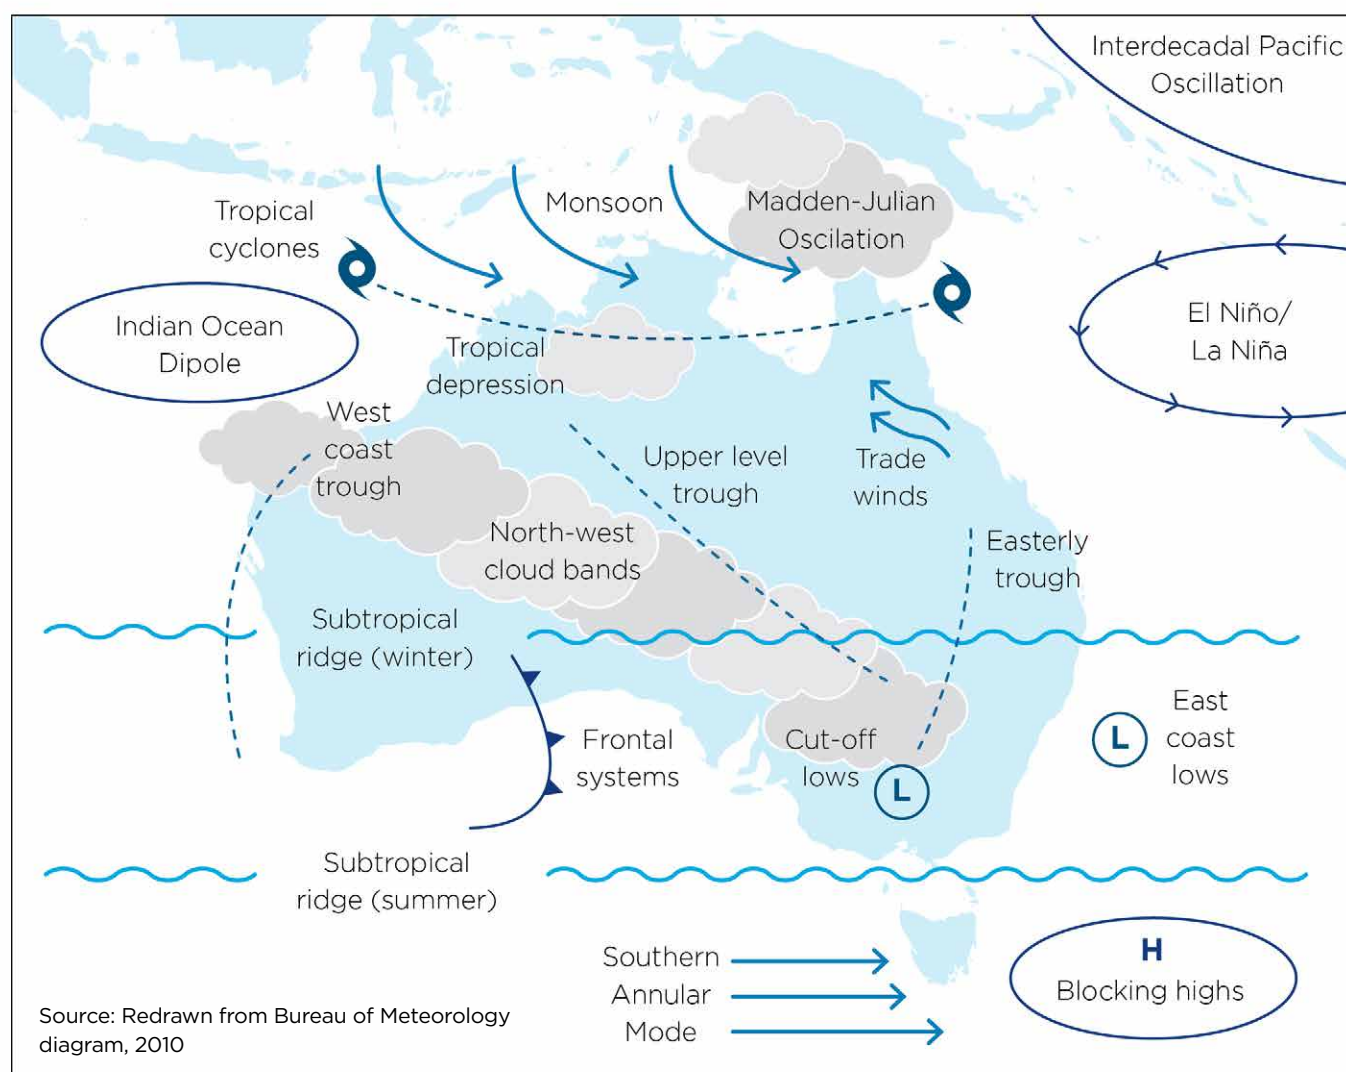 Interdecadal Pacific
Oscillation
Tropical
cyclones
Monsoon
Madden-Julian
Oscilation
Indian Ocean
Dipole
El Niño/
La Niña
Tropical
depression
West
coast
trough
Upper level
trough
Trade
winds
North-west
cloud bands
Easterly
trough
Subtropical
ridge (winter)
Frontal
systems
Cut-off
lows
L
L
East
coast
lows
Subtropical
ridge (summer)
Southern
Annular
Mode
H
Blocking highs
Source: Redrawn from Bureau of Meteorology
diagram, 2010